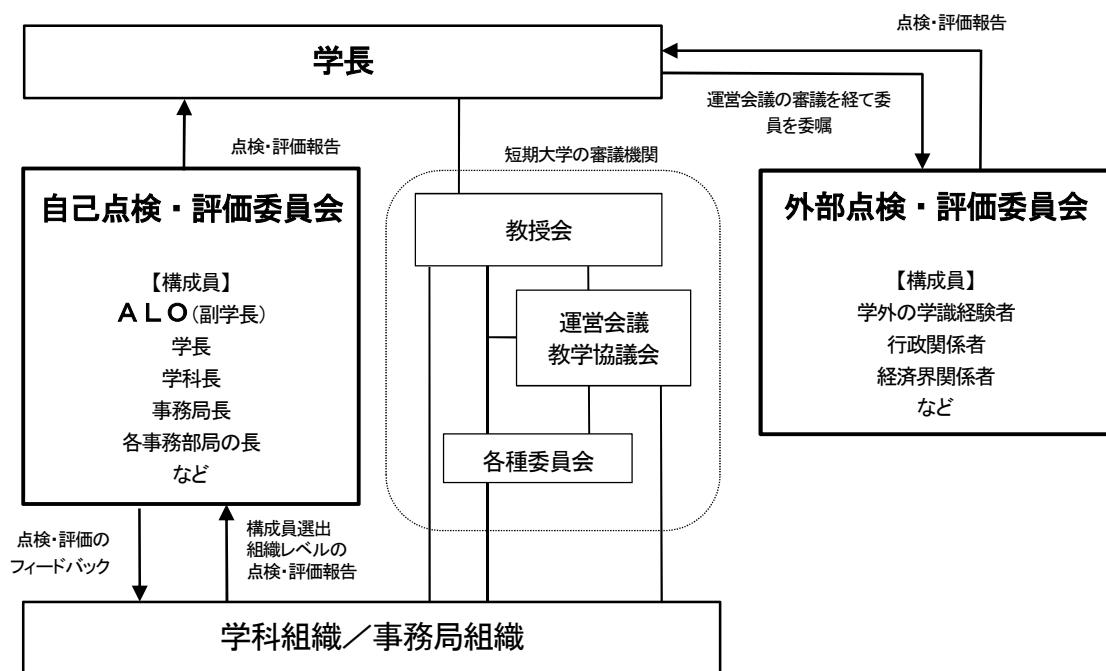 点検・評価報告
学長
運営会議の審議を経て委
員を委嘱
点検・評価報告
短期大学の審議機関
自己点検・評価委員会
【構成員】
ＡＬＯ(副学長)
学長
学科長
事務局長
各事務部局の長
など
教授会
運営会議
教学協議会
各種委員会
外部点検・評価委員会
【構成員】
学外の学識経験者
行政関係者
経済界関係者
など
点検・評価の
フィードバック
構成員選出
組織レベルの
点検・評価報告
学科組織／事務局組織